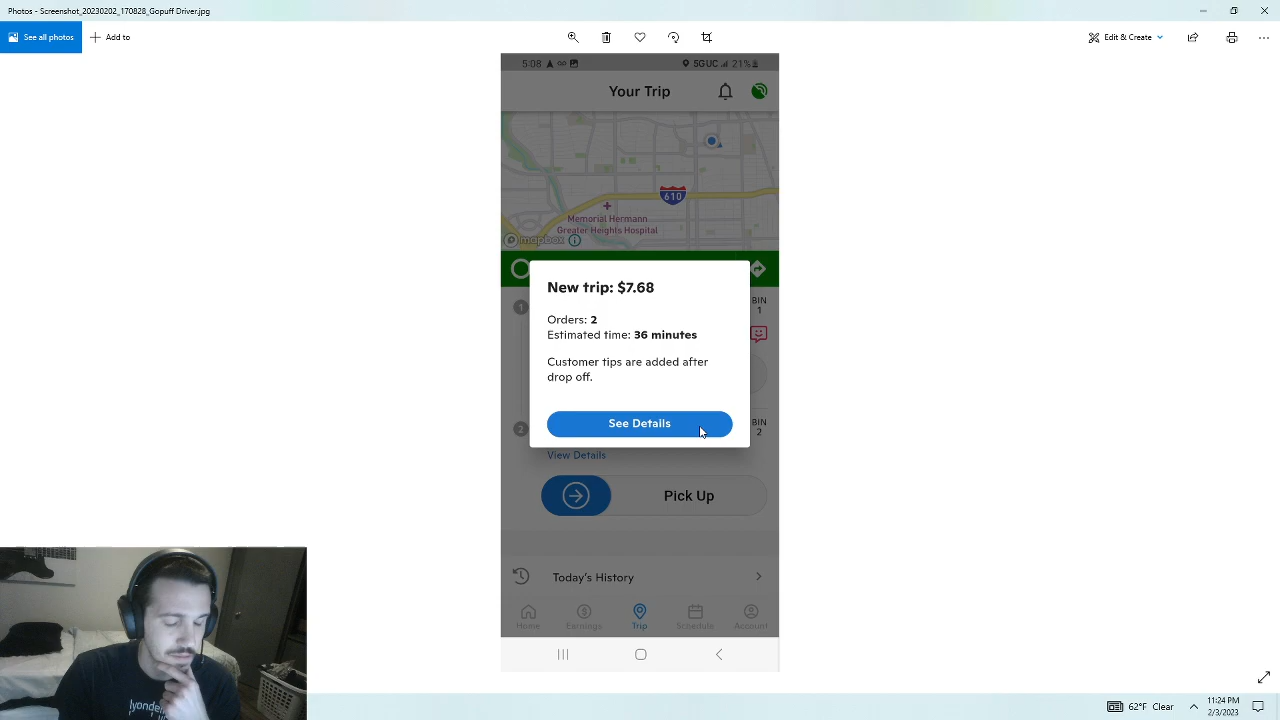 Photos - Screenshot_20230202_170828_Gopuff Driver.jpg
See all photos
Add to
Edit & Create
5:08
5GUC
21%
Your Trip
610
Memorial Hermann
Greater Heights Hospital
mapbox
New trip: $7.68
Orders: 2
Estimated time: 36 minutes
Customer tips are added after
drop off.
See Details
1
BIN
1
2
BIN
2
View Details
Pick Up
Today's History
Home
Earnings
Trip
Schedule
Account
lyondell
62°F Clear
11:24 PM
2/3/2023